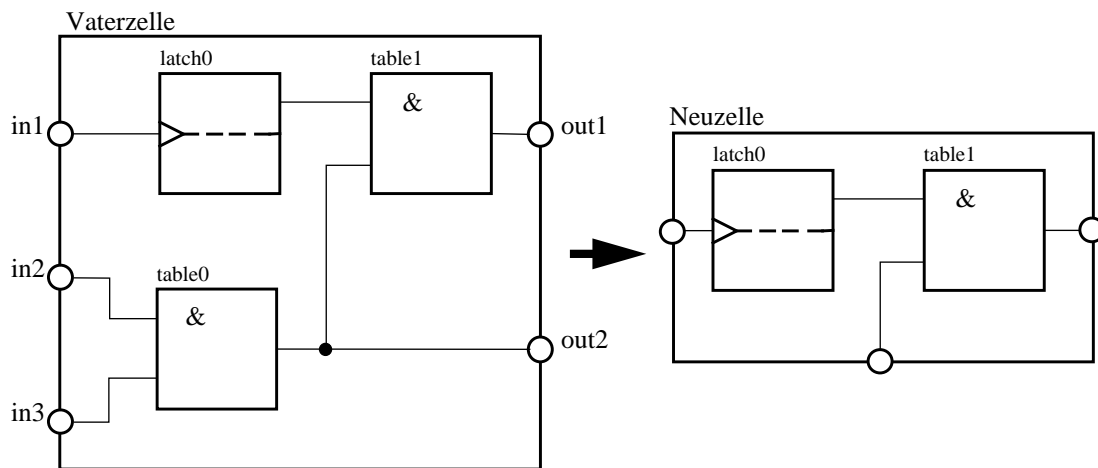 Vaterzelle
latch0
table1
&
in1
out1
in2
table0
&
out2
in3
Neuzelle
latch0
table1
&